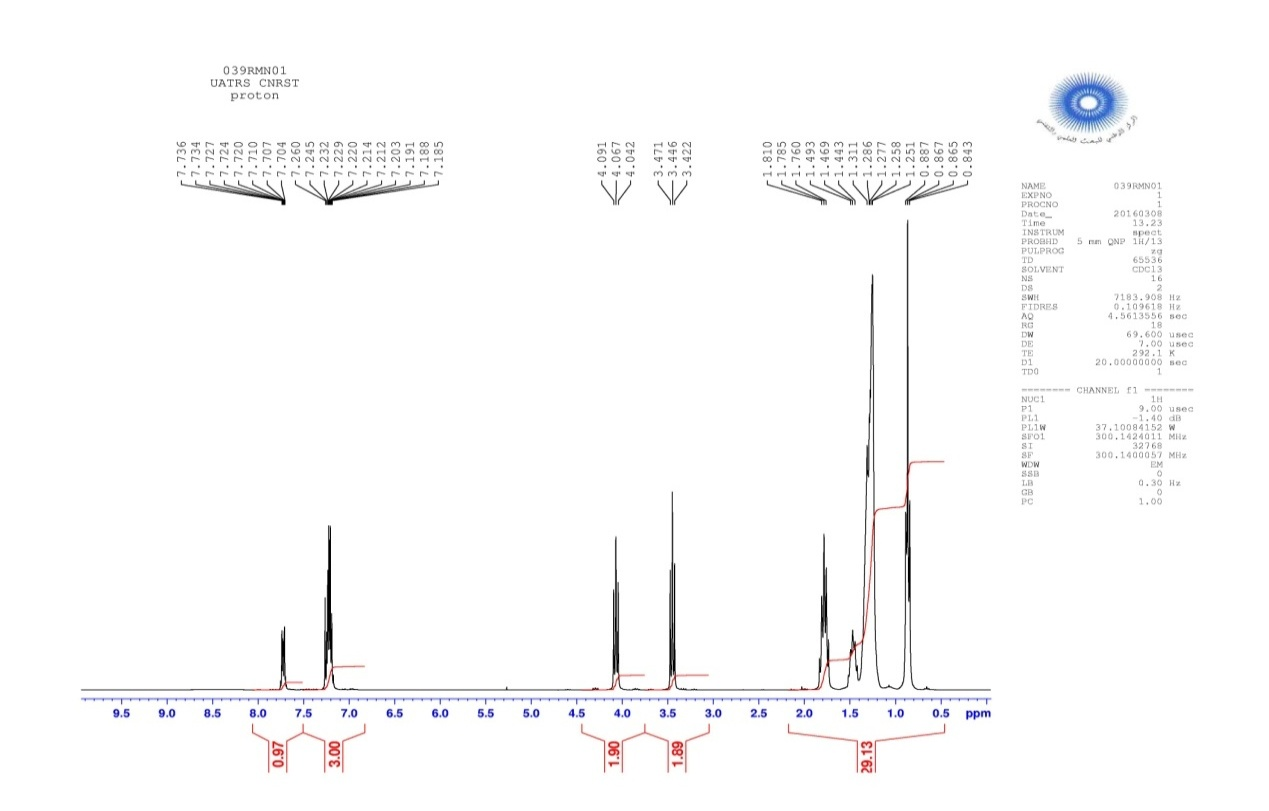 039RMN01
UATRS CNRST
proton
7.736
7.734
7.727
7.724
7.720
7.710
7.707
7.704
7.260
7.245
7.232
7.229
7.220
7.214
7.212
7.203
7.191
7.188
7.185
4.091
4.067
4.042
3.471
3.446
3.422
1.810
1.785
1.760
1.493
1.469
1.443
1.311
1.286
1.277
1.258
1.251
0.887
0.867
0.865
0.843
NAME 039RMN01
EXPNO 1
PROCNO 1
Date_ 20160308
Time 13.23
INSTRUM spect
PROBHD 5 mm QNP 1H/13
PULPROG zg
TD 65536
SOLVENT CDCl3
NS 16
DS 2
SWH 7183.908 Hz
FIDRES 0.109618 Hz
AQ 4.5613556 sec
RG 18
DW 69.600 usec
DE 7.00 usec
TE 292.1 K
D1 20.00000000 sec
TD0 1
======== CHANNEL f1 ========
NUC1 1H
P1 9.00 usec
PL1 -1.40 dB
PL1W 37.10084152 W
SFO1 300.1424011 MHz
SI 32768
SF 300.1400057 MHz
WDW EM
SSB 0
LB 0.30 Hz
GB 0
PC 1.00
9.5 9.0 8.5 8.0 7.5 7.0 6.5 6.0 5.5 5.0 4.5 4.0 3.5 3.0 2.5 2.0 1.5 1.0 0.5 ppm
0.97
3.00
1.90
1.89
29.13